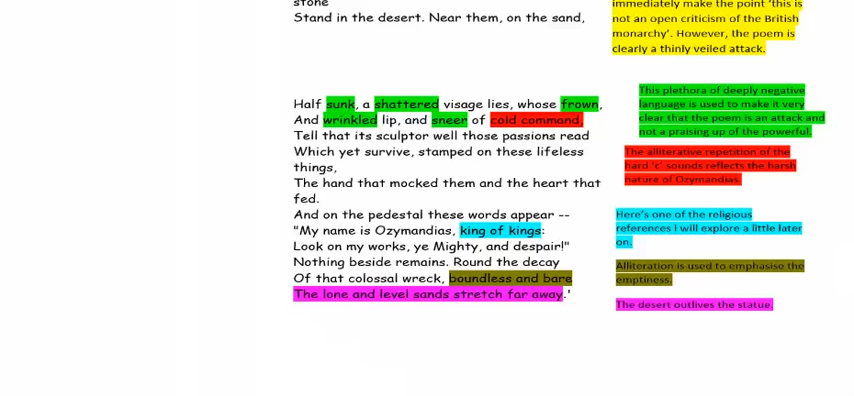 stone
Stand in the desert. Near them, on the sand,
Half sunk, a shattered visage lies, whose frown,
And wrinkled lip, and sneer of cold command,
Tell that its sculptor well those passions read
Which yet survive, stamped on these lifeless
things,
The hand that mocked them and the heart that
fed.
And on the pedestal these words appear --
"My name is Ozymandias, king of kings:
Look on my works, ye Mighty, and despair!"
Nothing beside remains. Round the decay
Of that colossal wreck, boundless and bare
The lone and level sands stretch far away.'
immediately make the point 'this is
not an open criticism of the British
monarchy'. However, the poem is
clearly a thinly veiled attack.
This plethora of deeply negative
language is used to make it very
clear that the poem is an attack and
not a praising up of the powerful.
The alliterative repetition of the
hard 'c' sounds reflects the harsh
nature of Ozymandias.
Here's one of the religious
references I will explore a little later
on.
Alliteration is used to emphasise the
emptiness.
The desert outlives the statue.